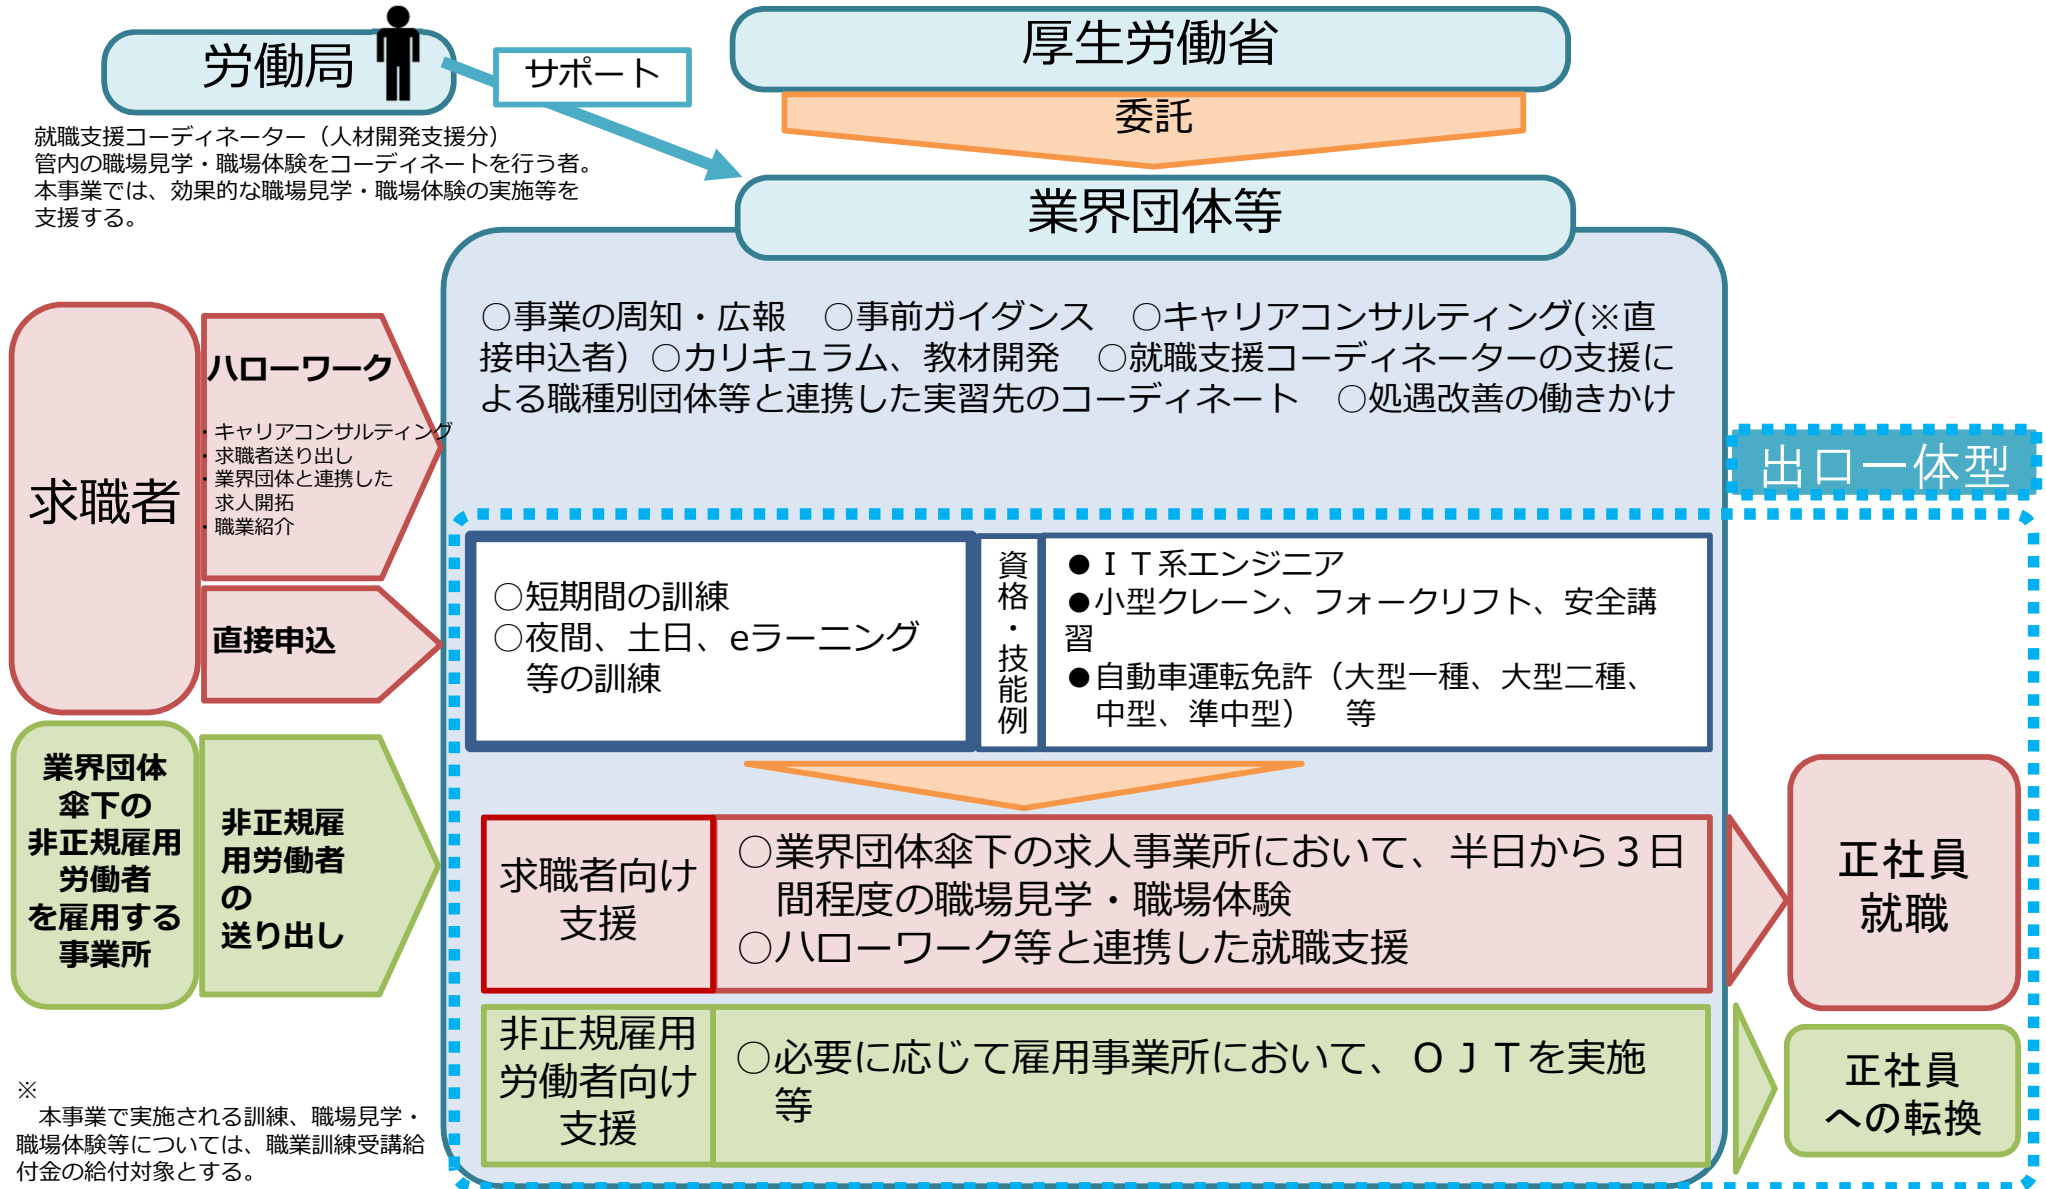 労働局
サポート
厚生労働省
委託
就職支援コーディネーター（人材開発支援分）
管内の職場見学・職場体験をコーディネートを行う者。
本事業では、効果的な職場見学・職場体験の実施等を
支援する。
業界団体等
○事業の周知・広報　○事前ガイダンス　○キャリアコンサルティング(※直
接申込者）○カリキュラム、教材開発　○就職支援コーディネーターの支援に
よる職種別団体等と連携した実習先のコーディネート　○処遇改善の働きかけ
求職者
ハローワーク
・キャリアコンサルティング
・求職者送り出し
・業界団体と連携した
求人開拓
・職業紹介
直接申込
出口一体型
○短期間の訓練
○夜間、土日、eラーニング
等の訓練
資格・技能例
●ＩＴ系エンジニア
●小型クレーン、フォークリフト、安全講
習
●自動車運転免許（大型一種、大型二種、
中型、準中型）　等
業界団体
傘下の
非正規雇用
労働者
を雇用する
事業所
非正規雇
用労働者
の
送り出し
求職者向け
支援
○業界団体傘下の求人事業所において、半日から３日
間程度の職場見学・職場体験
○ハローワーク等と連携した就職支援
正社員
就職
非正規雇用
労働者向け
支援
○必要に応じて雇用事業所において、ＯＪＴを実施
等
正社員
への転換
※
本事業で実施される訓練、職場見学・
職場体験等については、職業訓練受講給
付金の給付対象とする。